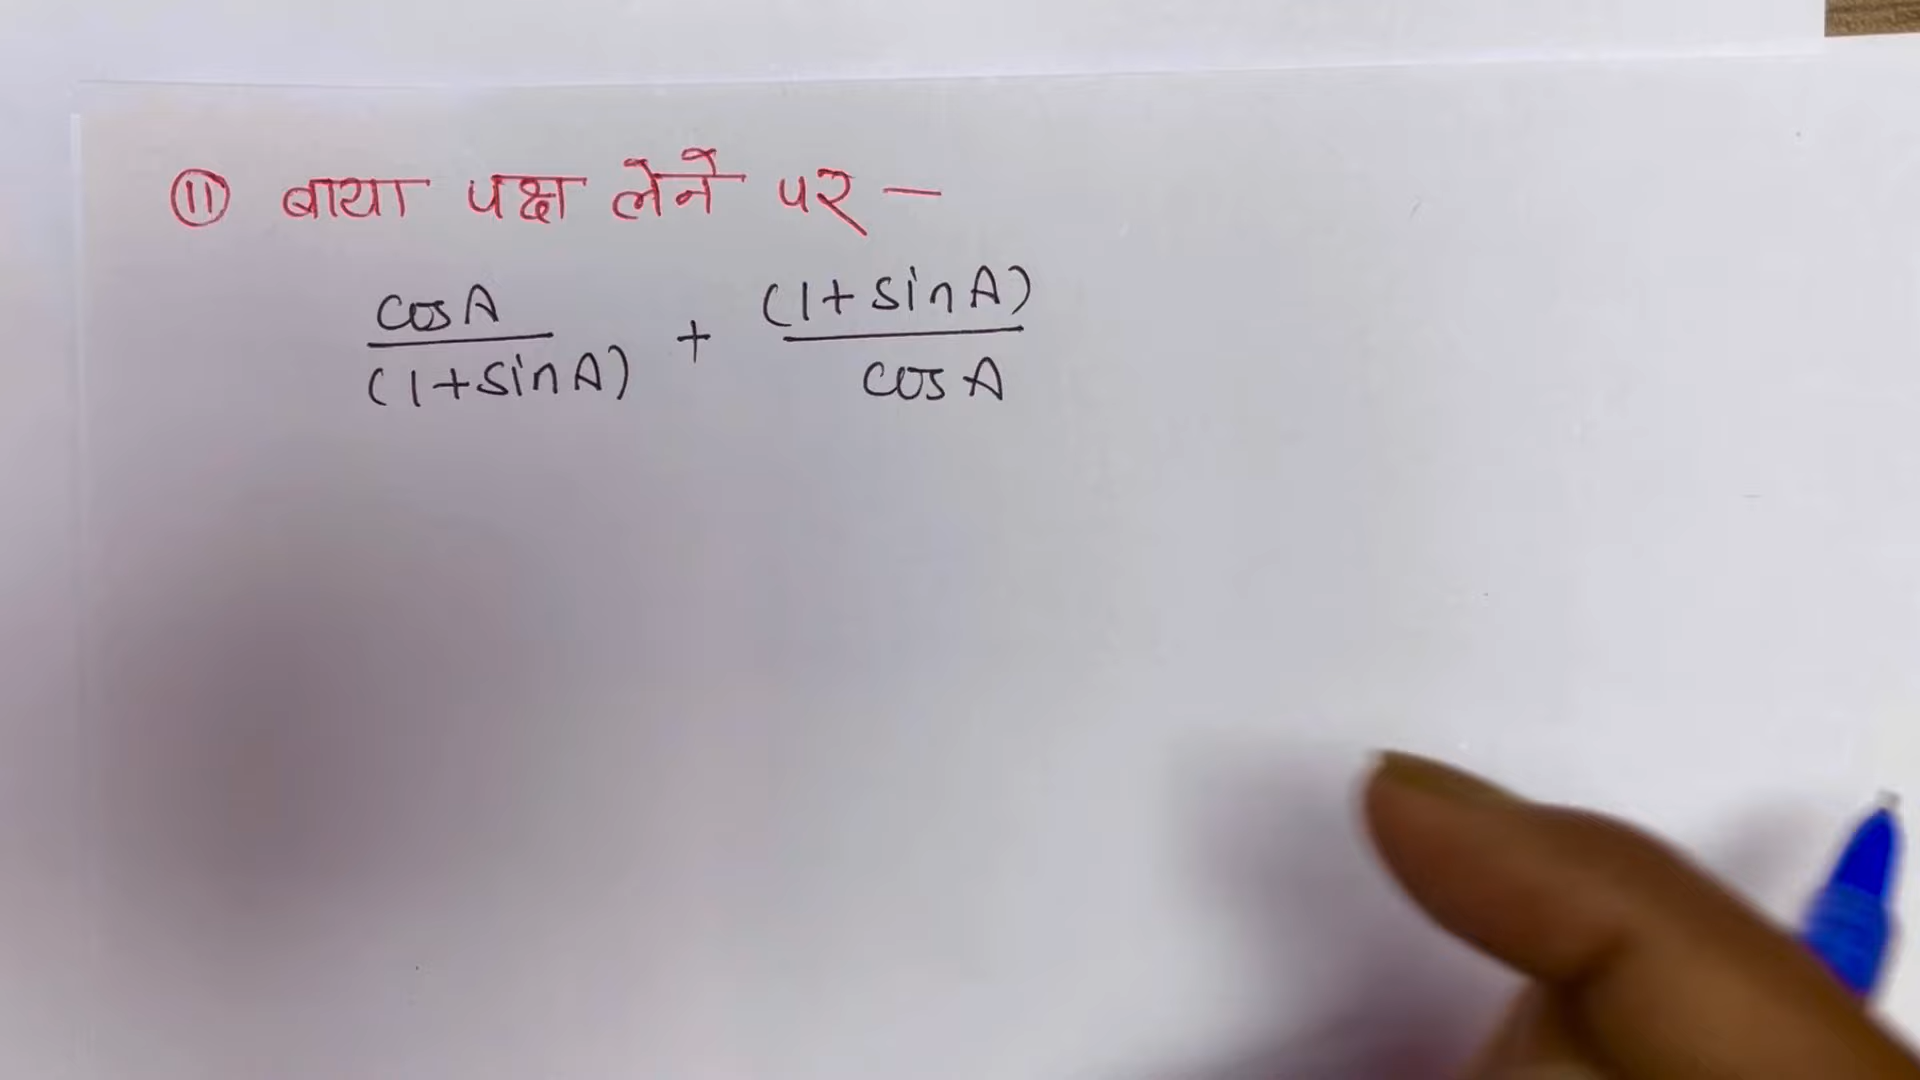 (11) बाया पक्ष लेने पर —
cosA/(1+sinA) + (1+sinA)/cosA